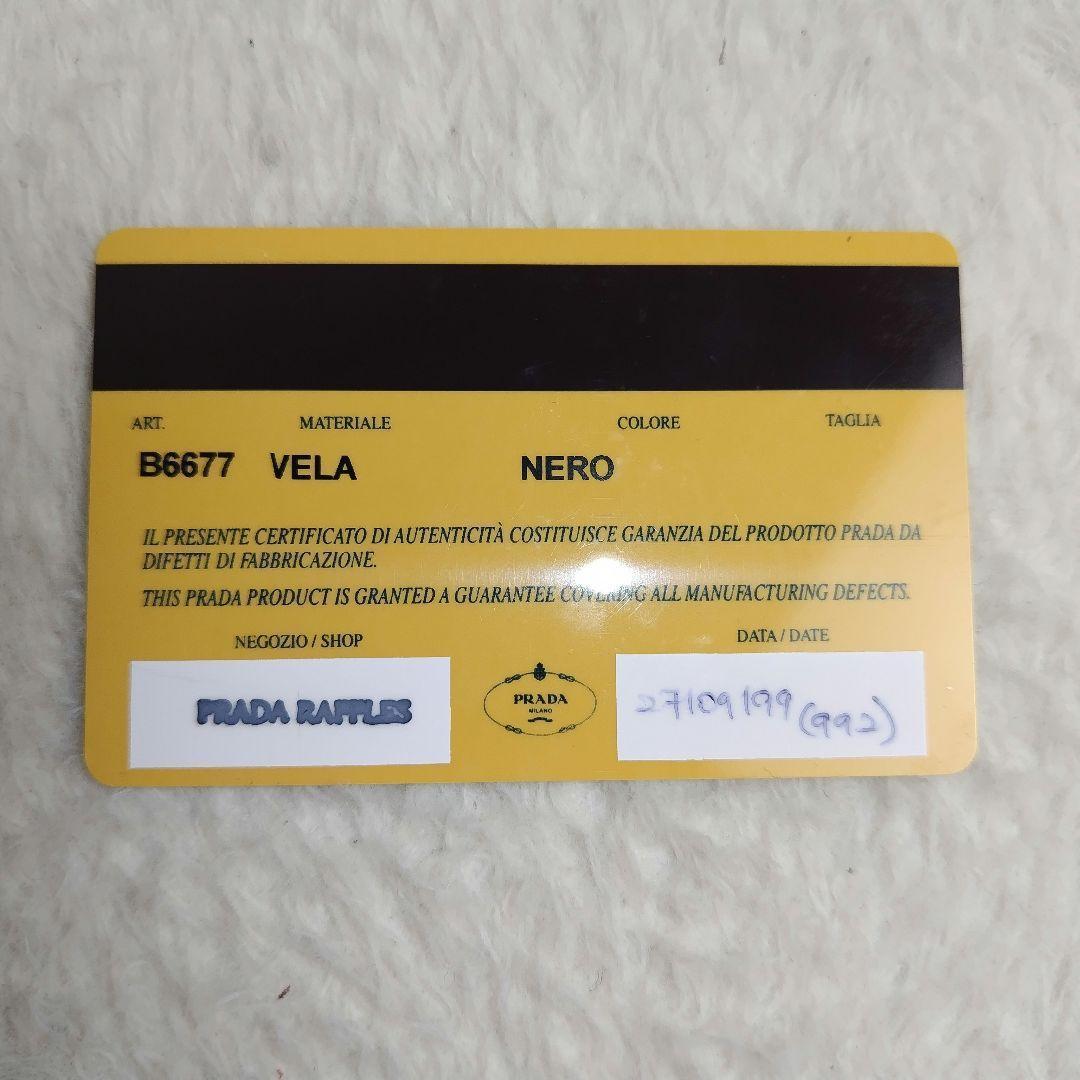 ART. MATERIALE COLORE TAGLIA
B6677 VELA NERO
IL PRESENTE CERTIFICATO DI AUTENTICITÀ COSTITUISCE GARANZIA DEL PRODOTTO PRADA DA
DIFETTI DI FABBRICAZIONE.
THIS PRADA PRODUCT IS GRANTED A GUARANTEE COVERING ALL MANUFACTURING DEFECTS.
NEGOZIO / SHOP DATA / DATE
PRADA RAFFLES
PRADA
MILANO
27/09/99 (992)